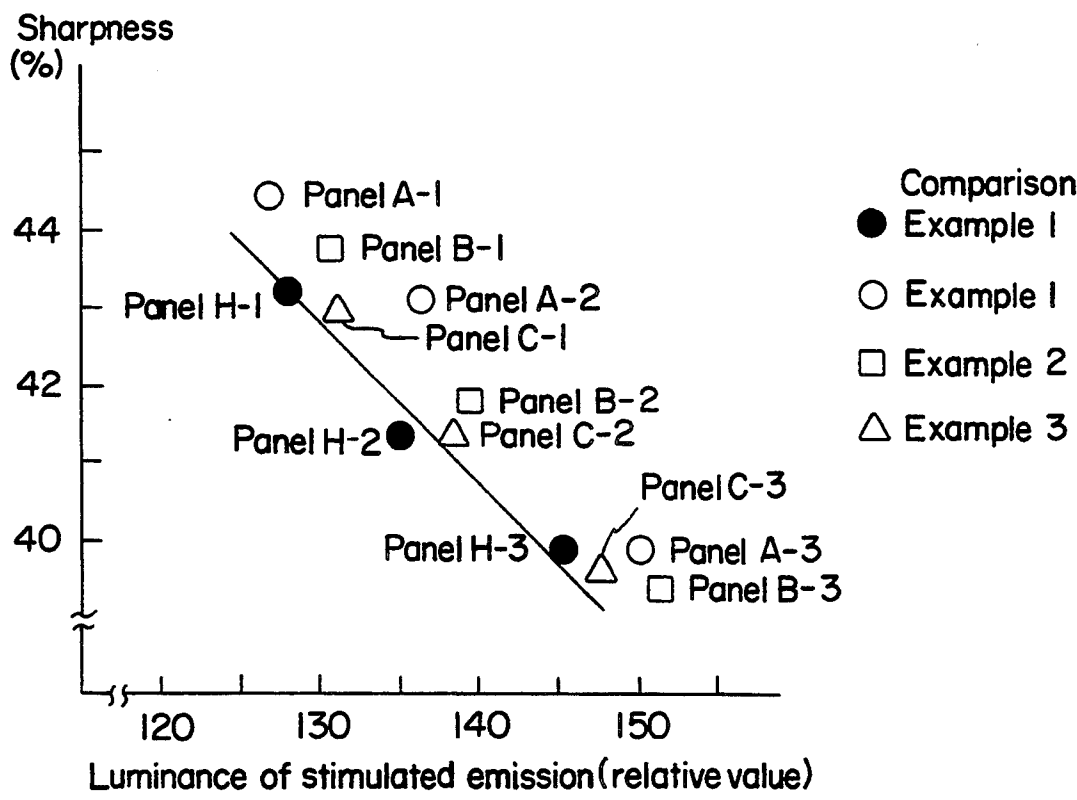 Sharpness
(%)
44
42
40
Panel A-1
Panel B-1
Panel H-1
Panel A-2
Panel C-1
Panel B-2
Panel H-2
Panel C-2
Panel C-3
Panel H-3
Panel A-3
Panel B-3
Comparison
Example 1
Example 1
Example 2
Example 3
120 130 140 150
Luminance of stimulated emission (relative value)